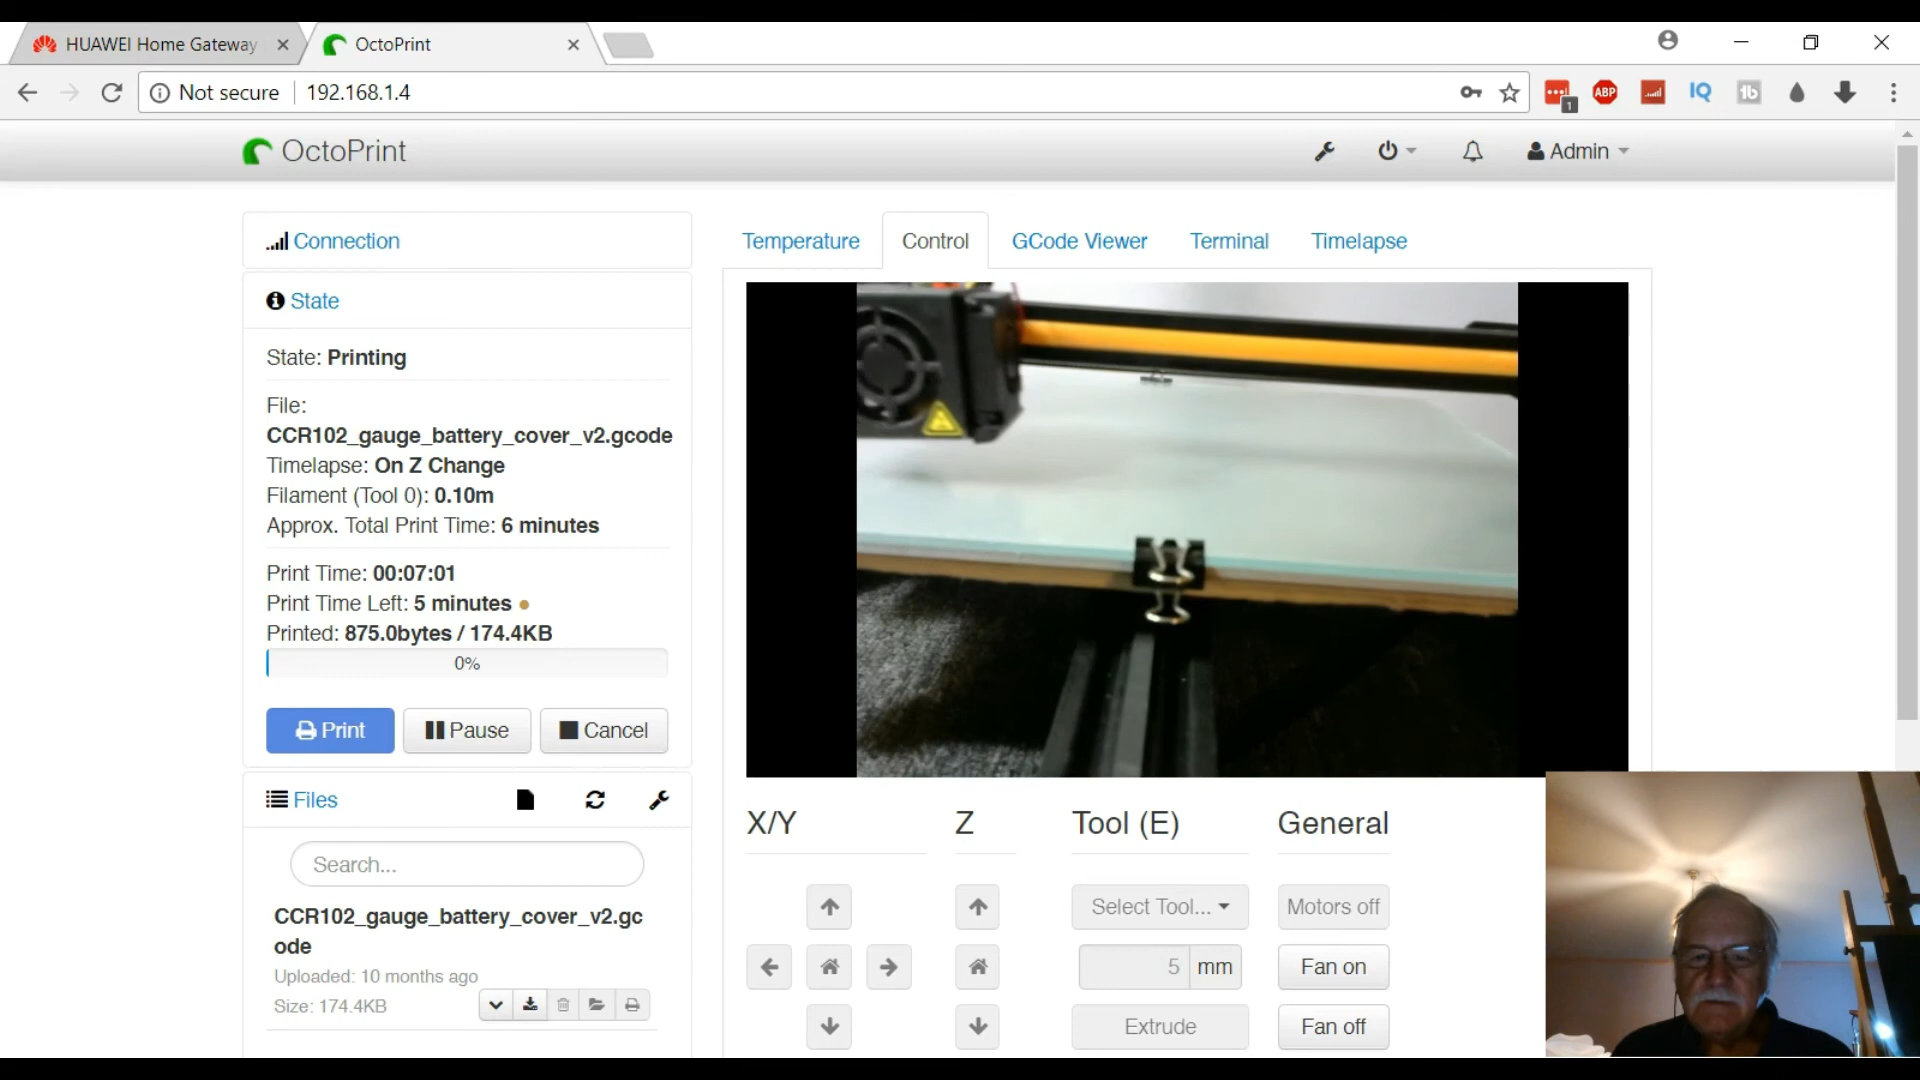 HUAWEI Home Gateway
OctoPrint
Not secure
192.168.1.4
1
ABP
IQ
tb
OctoPrint
Admin
Connection
State
State: Printing
File:
CCR102_gauge_battery_cover_v2.gcode
Timelapse: On Z Change
Filament (Tool 0): 0.10m
Approx. Total Print Time: 6 minutes
Print Time: 00:07:01
Print Time Left: 5 minutes
Printed: 875.0bytes / 174.4KB
0%
Print
Pause
Cancel
Files
Search...
CCR102_gauge_battery_cover_v2.gc
ode
Uploaded: 10 months ago
Size: 174.4KB
Temperature
Control
GCode Viewer
Terminal
Timelapse
X/Y
Z
Tool (E)
General
Select Tool...
Motors off
5
mm
Fan on
Extrude
Fan off